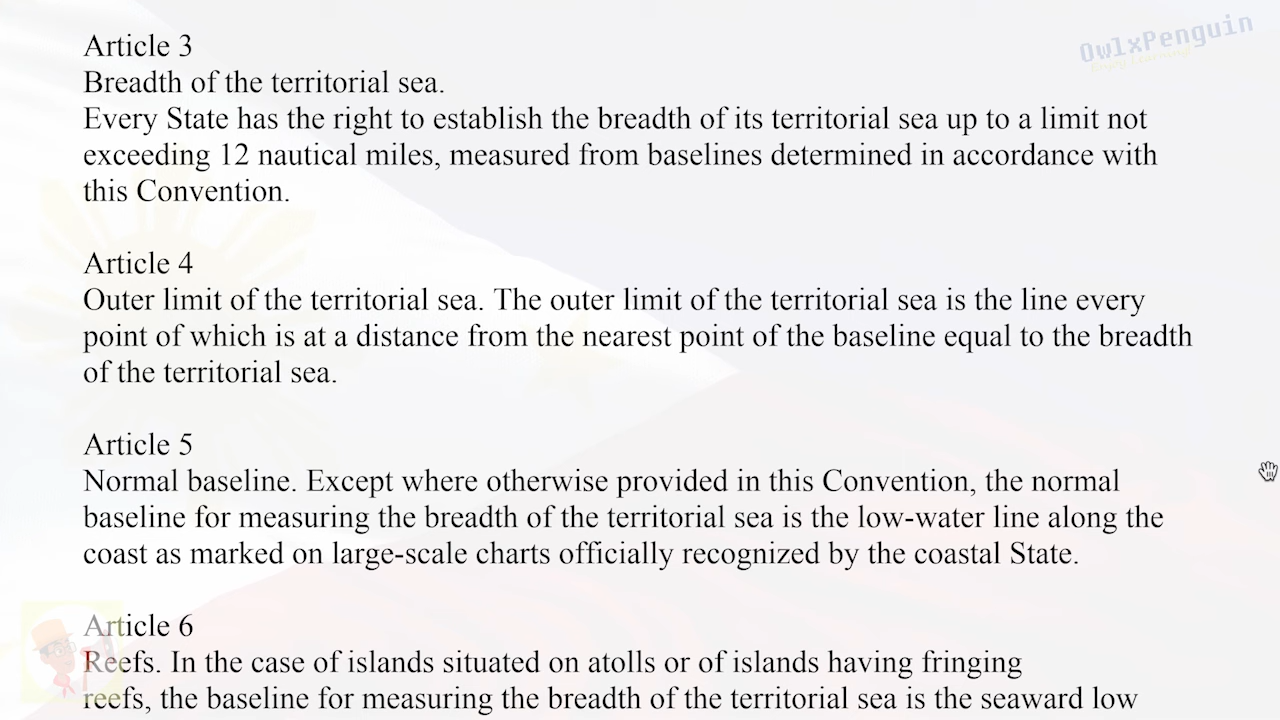 OwlxPenguin
Enjoy Learning!
Article 3
Breadth of the territorial sea.
Every State has the right to establish the breadth of its territorial sea up to a limit not
exceeding 12 nautical miles, measured from baselines determined in accordance with
this Convention.
Article 4
Outer limit of the territorial sea. The outer limit of the territorial sea is the line every
point of which is at a distance from the nearest point of the baseline equal to the breadth
of the territorial sea.
Article 5
Normal baseline. Except where otherwise provided in this Convention, the normal
baseline for measuring the breadth of the territorial sea is the low-water line along the
coast as marked on large-scale charts officially recognized by the coastal State.
Article 6
Reefs. In the case of islands situated on atolls or of islands having fringing
reefs, the baseline for measuring the breadth of the territorial sea is the seaward low